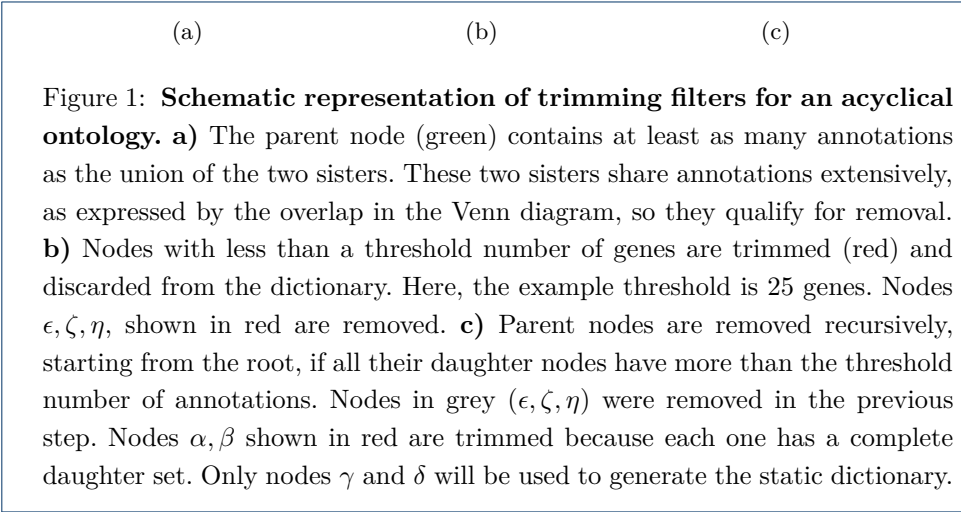 (a) (b) (c)
Figure 1: Schematic representation of trimming filters for an acyclical
ontology. a) The parent node (green) contains at least as many annotations
as the union of the two sisters. These two sisters share annotations extensively,
as expressed by the overlap in the Venn diagram, so they qualify for removal.
b) Nodes with less than a threshold number of genes are trimmed (red) and
discarded from the dictionary. Here, the example threshold is 25 genes. Nodes
ϵ, ζ, η, shown in red are removed. c) Parent nodes are removed recursively,
starting from the root, if all their daughter nodes have more than the threshold
number of annotations. Nodes in grey (ϵ, ζ, η) were removed in the previous
step. Nodes α, β shown in red are trimmed because each one has a complete
daughter set. Only nodes γ and δ will be used to generate the static dictionary.